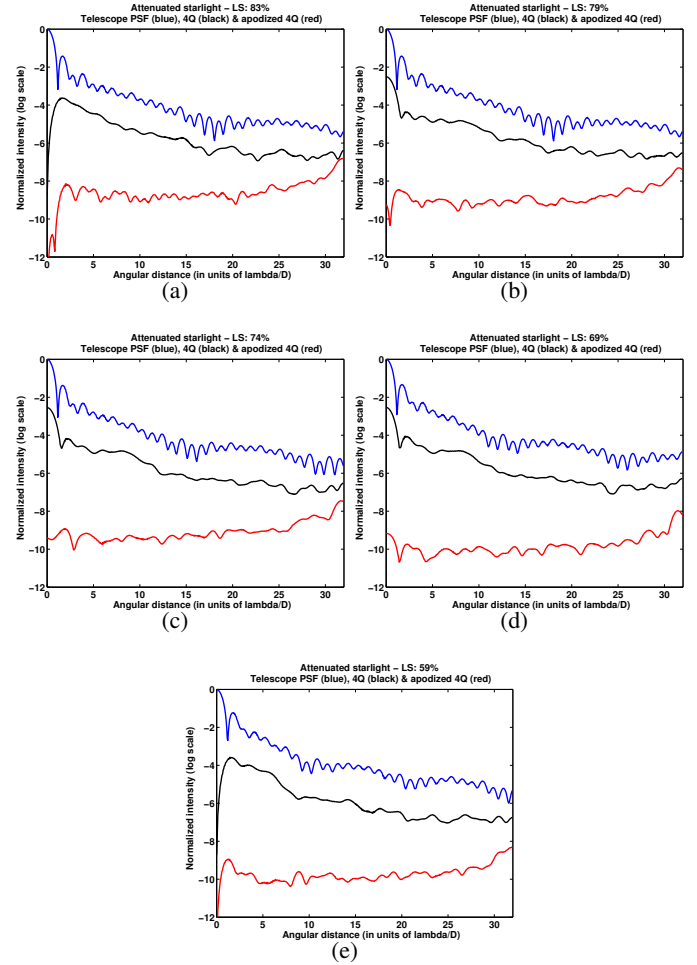 Attenuated starlight − LS: 83%
Telescope PSF (blue), 4Q (black) & apodized 4Q (red)
Normalized intensity (log scale)
0
−2
−4
−6
−8
−10
−12
0 5 10 15 20 25 30
Angular distance (in units of lambda/D)
(a)
Attenuated starlight − LS: 79%
Telescope PSF (blue), 4Q (black) & apodized 4Q (red)
Normalized intensity (log scale)
0
−2
−4
−6
−8
−10
−12
0 5 10 15 20 25 30
Angular distance (in units of lambda/D)
(b)
Attenuated starlight − LS: 74%
Telescope PSF (blue), 4Q (black) & apodized 4Q (red)
Normalized intensity (log scale)
0
−2
−4
−6
−8
−10
−12
0 5 10 15 20 25 30
Angular distance (in units of lambda/D)
(c)
Attenuated starlight − LS: 69%
Telescope PSF (blue), 4Q (black) & apodized 4Q (red)
Normalized intensity (log scale)
0
−2
−4
−6
−8
−10
−12
0 5 10 15 20 25 30
Angular distance (in units of lambda/D)
(d)
Attenuated starlight − LS: 59%
Telescope PSF (blue), 4Q (black) & apodized 4Q (red)
Normalized intensity (log scale)
0
−2
−4
−6
−8
−10
−12
0 5 10 15 20 25 30
Angular distance (in units of lambda/D)
(e)